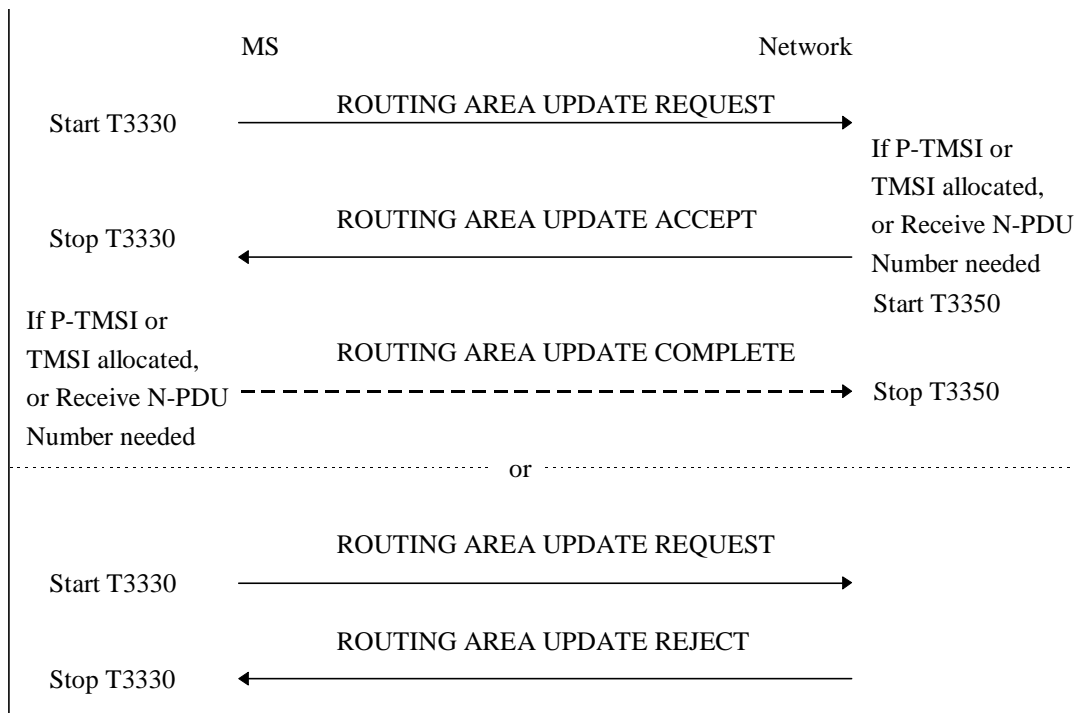 MS Network
ROUTING AREA UPDATE REQUEST
Start T3330
If P-TMSI or
TMSI allocated,
or Receive N-PDU
Number needed
Start T3350
ROUTING AREA UPDATE ACCEPT
Stop T3330
If P-TMSI or
TMSI allocated,
or Receive N-PDU
Number needed
ROUTING AREA UPDATE COMPLETE
Stop T3350
or
ROUTING AREA UPDATE REQUEST
Start T3330
ROUTING AREA UPDATE REJECT
Stop T3330